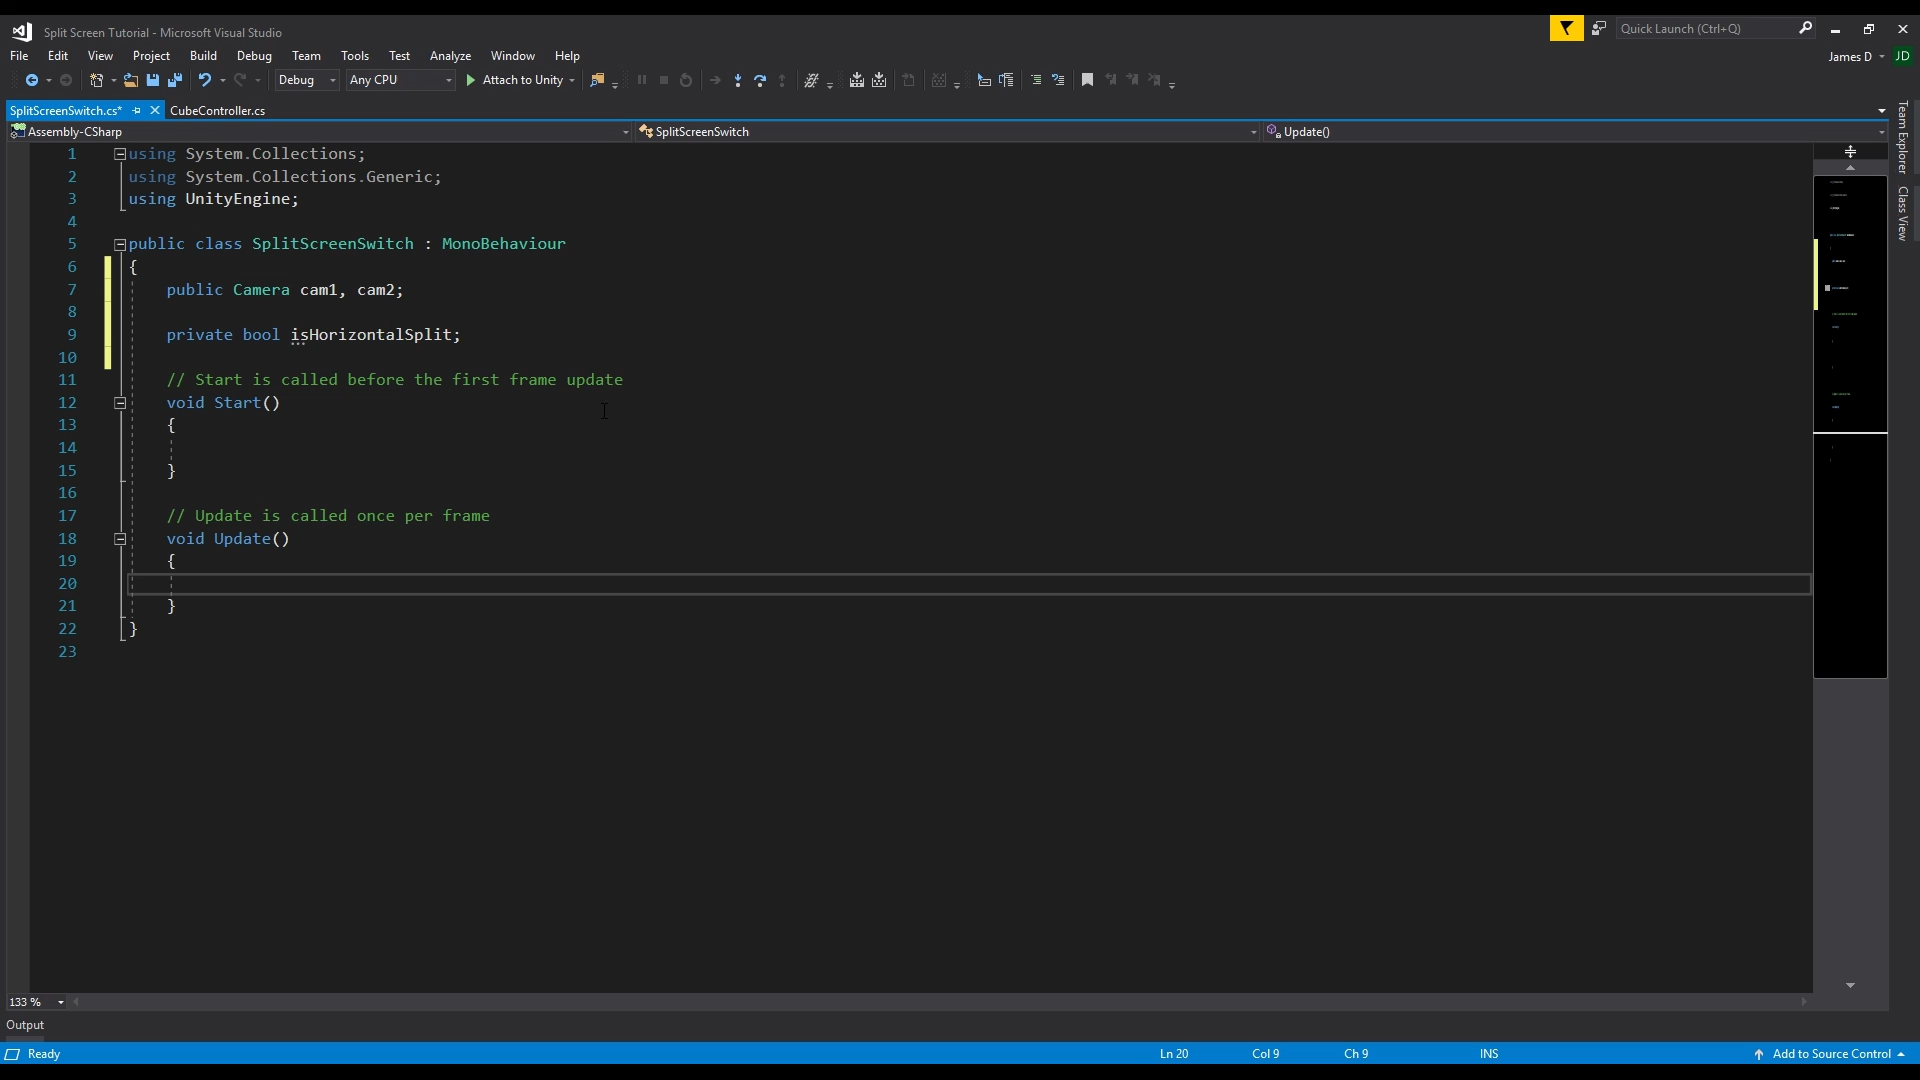 Split Screen Tutorial - Microsoft Visual Studio
Quick Launch (Ctrl+Q)
File Edit View Project Build Debug Team Tools Test Analyze Window Help
James D JD
Debug Any CPU Attach to Unity
SplitScreenSwitch.cs* CubeController.cs
Assembly-CSharp SplitScreenSwitch Update()
Team Explorer
Class View
1 using System.Collections;
2 using System.Collections.Generic;
3 using UnityEngine;
4
5 public class SplitScreenSwitch : MonoBehaviour
6 {
7 public Camera cam1, cam2;
8
9 private bool isHorizontalSplit;
10
11 // Start is called before the first frame update
12 void Start()
13 {
14
15 }
16
17 // Update is called once per frame
18 void Update()
19 {
20
21 }
22 }
23
133 %
Output
Ready Ln 20 Col 9 Ch 9 INS Add to Source Control